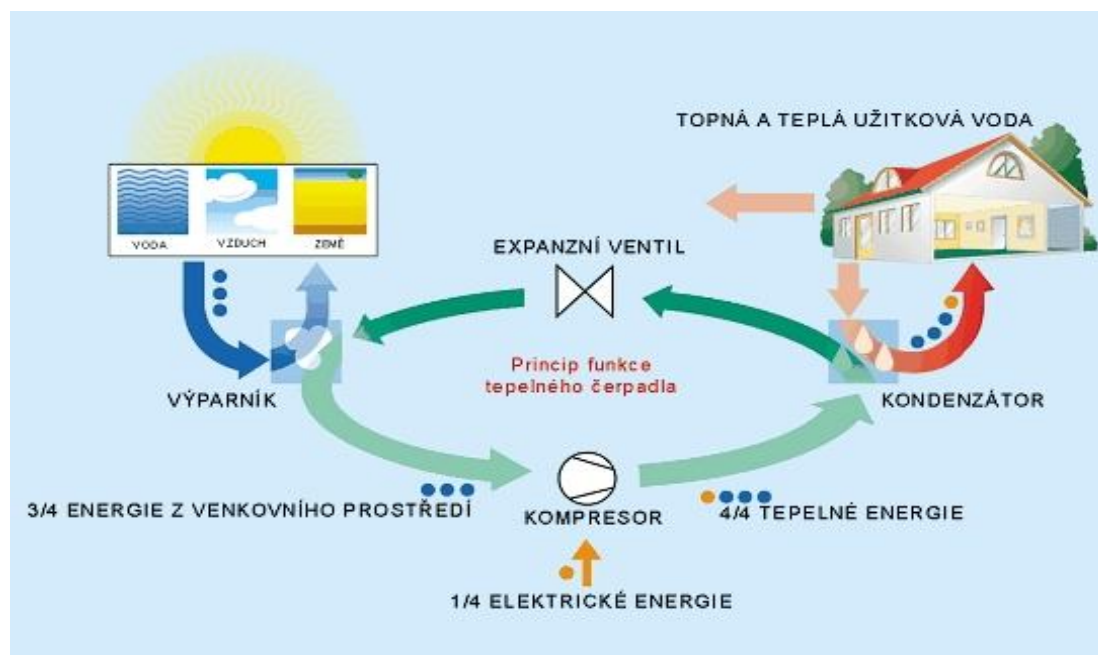 TOPNÁ A TEPLÁ UŽITKOVÁ VODA
VODA
VZDUCH
ZEMĚ
EXPANZNÍ VENTIL
Princip funkce
tepelného čerpadla
VÝPARNÍK
KONDENZÁTOR
3/4 ENERGIE Z VENKOVNÍHO PROSTŘEDÍ
KOMPRESOR
4/4 TEPELNÉ ENERGIE
1/4 ELEKTRICKÉ ENERGIE